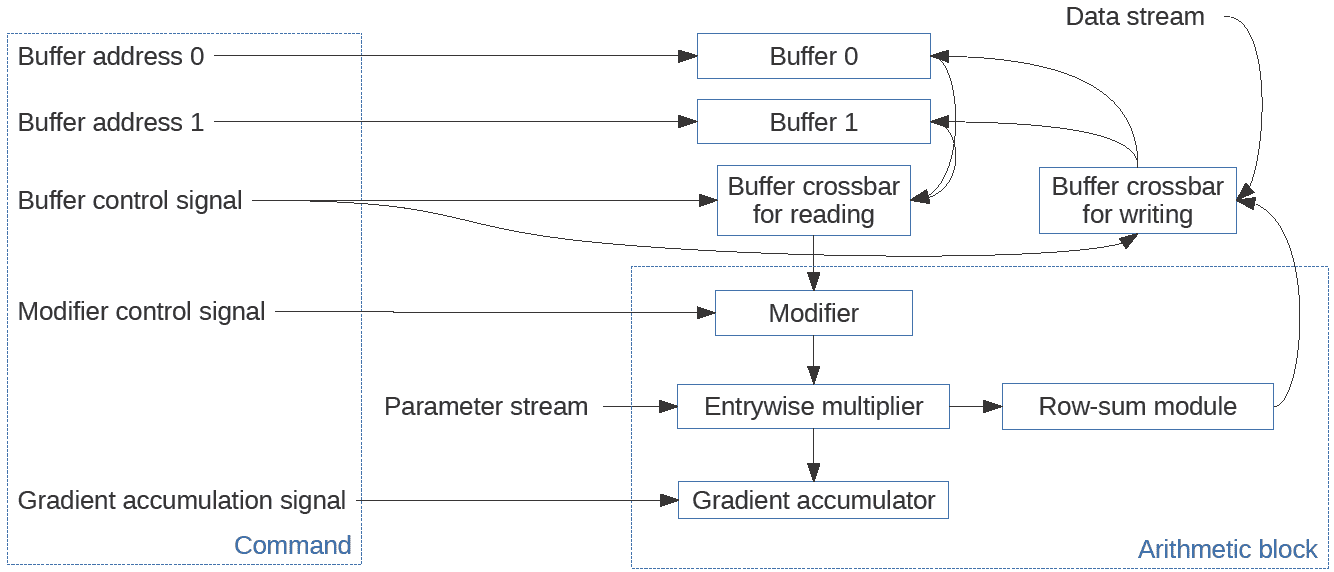 Data stream
Buffer address 0
Buffer 0
Buffer address 1
Buffer 1
Buffer control signal
Buffer crossbar
for reading
Buffer crossbar
for writing
Modifier control signal
Modifier
Parameter stream
Entrywise multiplier
Row-sum module
Gradient accumulation signal
Gradient accumulator
Command
Arithmetic block